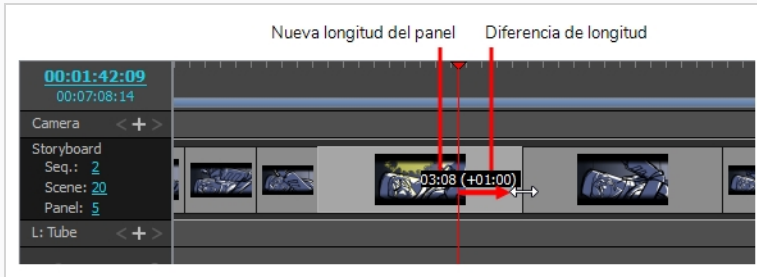 Nueva longitud del panel Diferencia de longitud
00:01:42:09
00:07:08:14
Camera < + >
Storyboard
Seq.: 2
Scene: 20
Panel: 5
03:08 (+01:00)
L: Tube < + >